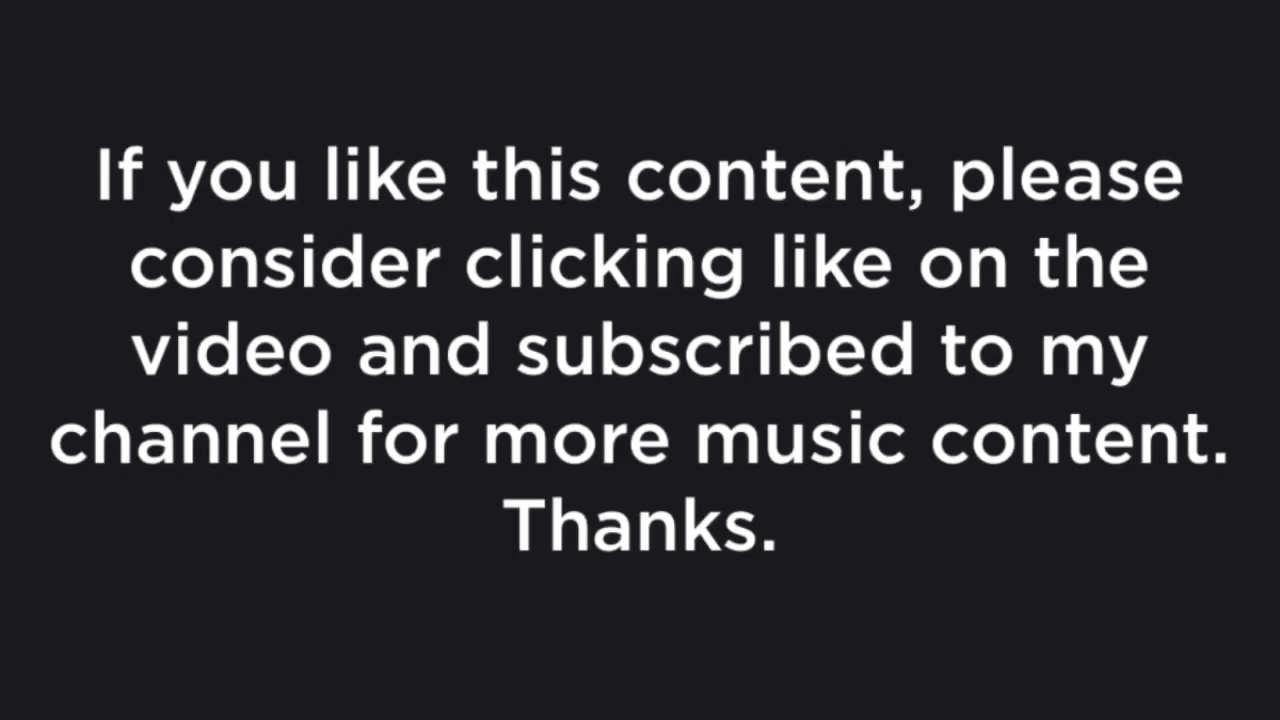 If you like this content, please
consider clicking like on the
video and subscribed to my
channel for more music content.
Thanks.